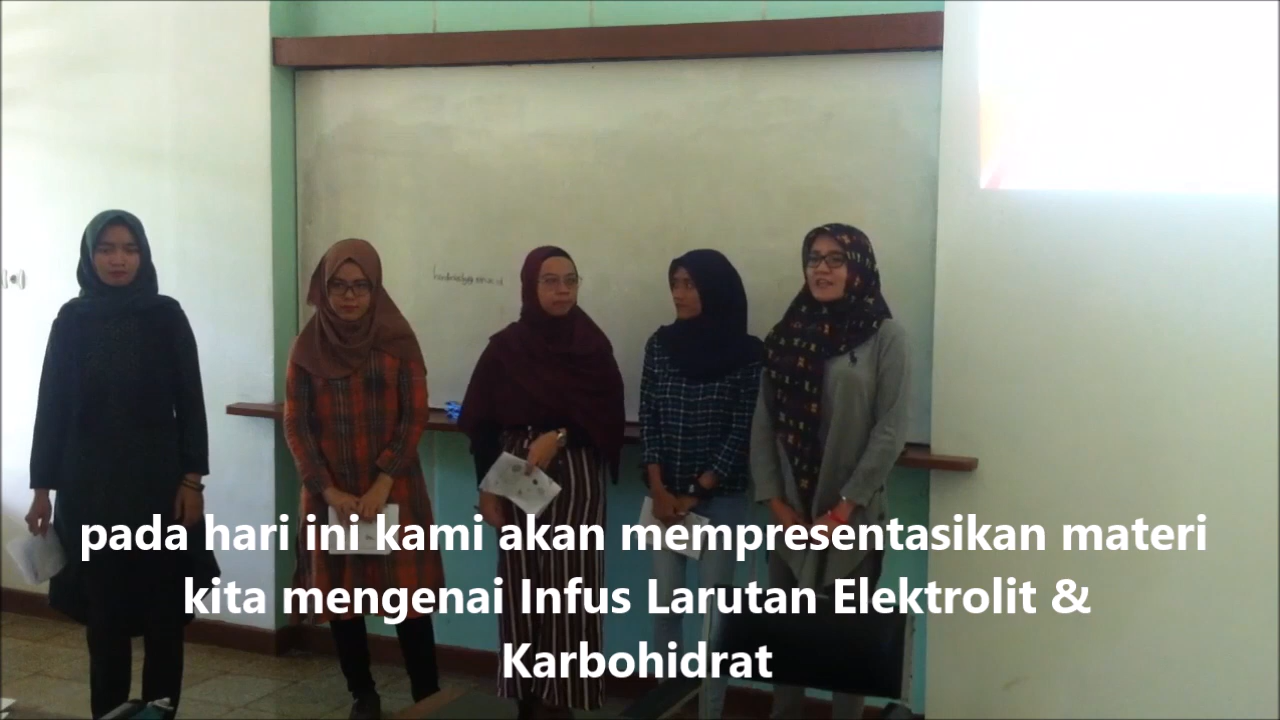 pada hari ini kami akan mempresentasikan materi
kita mengenai Infus Larutan Elektrolit &
Karbohidrat